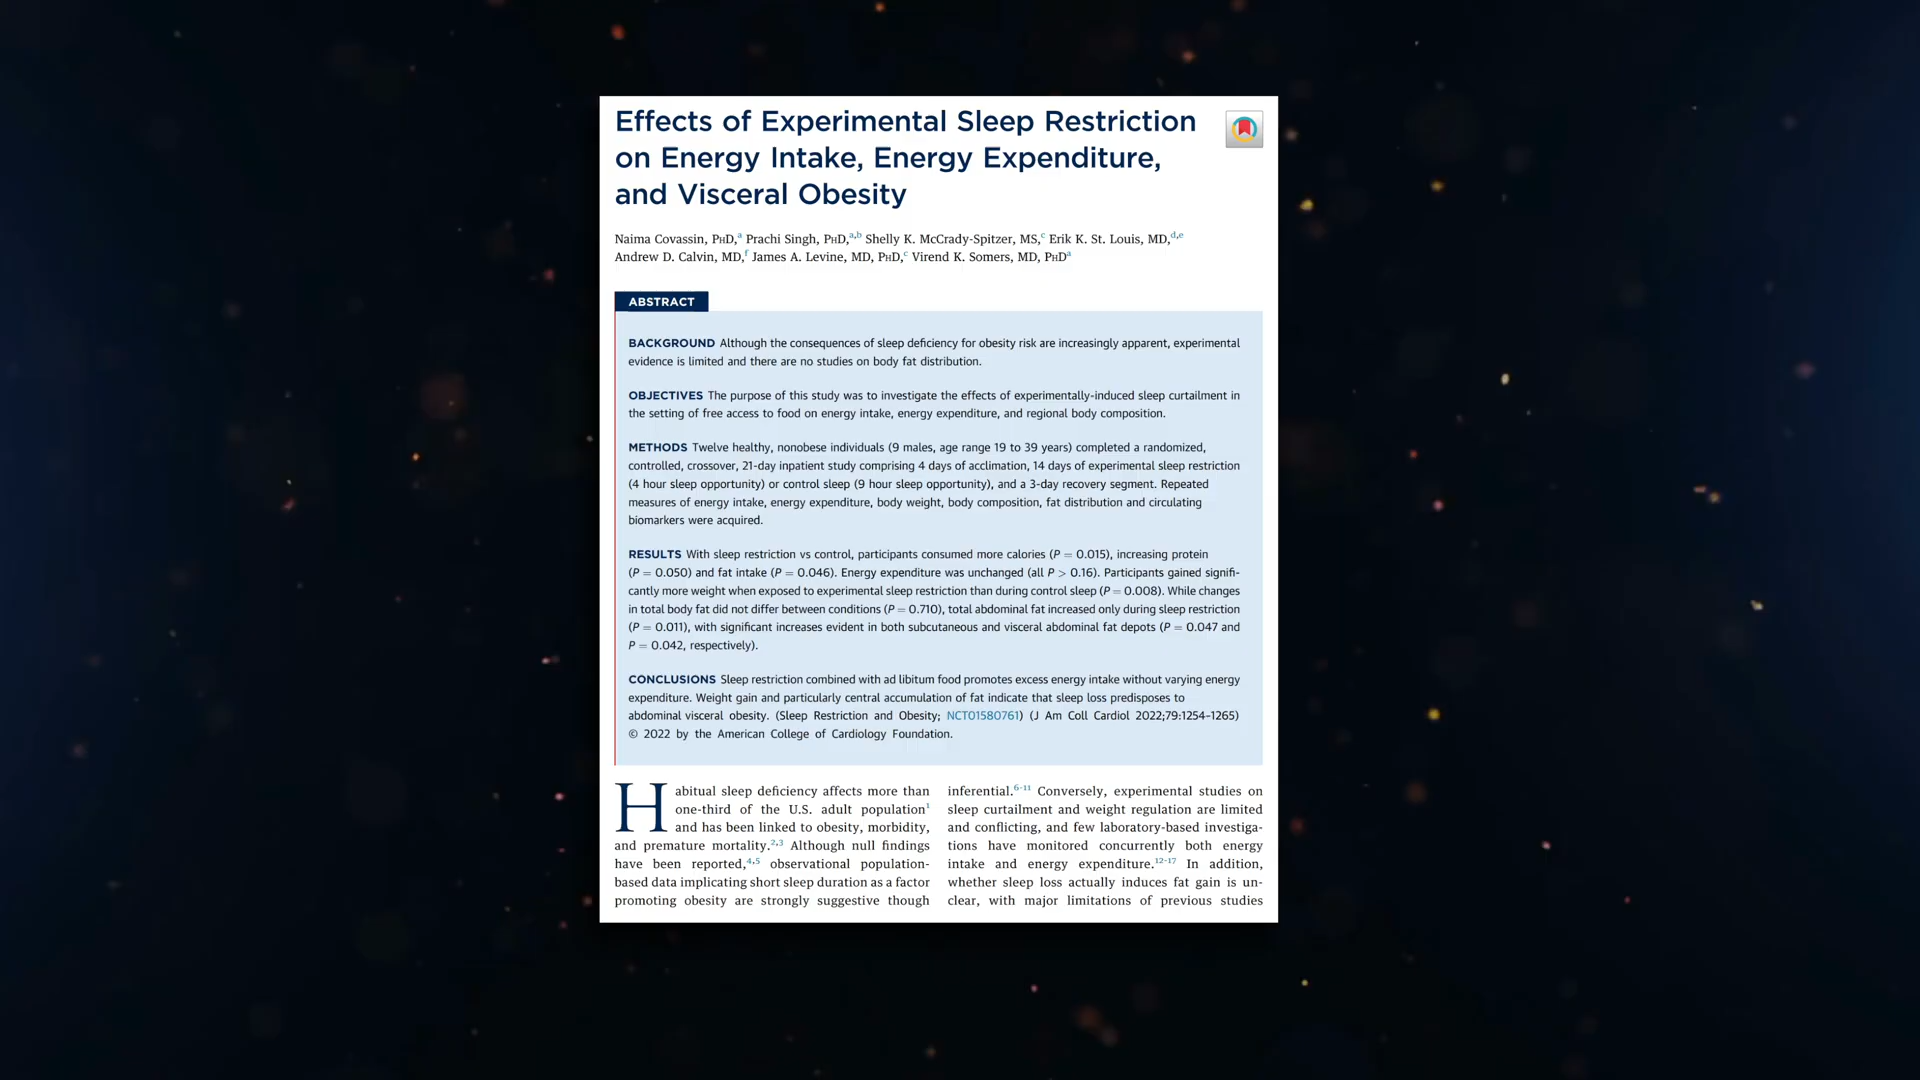 Effects of Experimental Sleep Restriction
on Energy Intake, Energy Expenditure,
and Visceral Obesity
Naima Covassin, PhD,a Prachi Singh, PhD,a,b Shelly K. McCrady-Spitzer, MS,c Erik K. St. Louis, MD,d,e
Andrew D. Calvin, MD,f James A. Levine, MD, PhD,c Virend K. Somers, MD, PhDa
ABSTRACT
BACKGROUND Although the consequences of sleep deficiency for obesity risk are increasingly apparent, experimental
evidence is limited and there are no studies on body fat distribution.
OBJECTIVES The purpose of this study was to investigate the effects of experimentally-induced sleep curtailment in
the setting of free access to food on energy intake, energy expenditure, and regional body composition.
METHODS Twelve healthy, nonobese individuals (9 males, age range 19 to 39 years) completed a randomized,
controlled, crossover, 21-day inpatient study comprising 4 days of acclimation, 14 days of experimental sleep restriction
(4 hour sleep opportunity) or control sleep (9 hour sleep opportunity), and a 3-day recovery segment. Repeated
measures of energy intake, energy expenditure, body weight, body composition, fat distribution and circulating
biomarkers were acquired.
RESULTS With sleep restriction vs control, participants consumed more calories (P = 0.015), increasing protein
(P = 0.050) and fat intake (P = 0.046). Energy expenditure was unchanged (all P > 0.16). Participants gained signifi-
cantly more weight when exposed to experimental sleep restriction than during control sleep (P = 0.008). While changes
in total body fat did not differ between conditions (P = 0.710), total abdominal fat increased only during sleep restriction
(P = 0.011), with significant increases evident in both subcutaneous and visceral abdominal fat depots (P = 0.047 and
P = 0.042, respectively).
CONCLUSIONS Sleep restriction combined with ad libitum food promotes excess energy intake without varying energy
expenditure. Weight gain and particularly central accumulation of fat indicate that sleep loss predisposes to
abdominal visceral obesity. (Sleep Restriction and Obesity; NCT01580761) (J Am Coll Cardiol 2022;79:1254–1265)
© 2022 by the American College of Cardiology Foundation.
Habitual sleep deficiency affects more than
one-third of the U.S. adult population1
and has been linked to obesity, morbidity,
and premature mortality.2,3 Although null findings
have been reported,4,5 observational population-
based data implicating short sleep duration as a factor
promoting obesity are strongly suggestive though
inferential.6-11 Conversely, experimental studies on
sleep curtailment and weight regulation are limited
and conflicting, and few laboratory-based investiga-
tions have monitored concurrently both energy
intake and energy expenditure.12-17 In addition,
whether sleep loss actually induces fat gain is un-
clear, with major limitations of previous studies